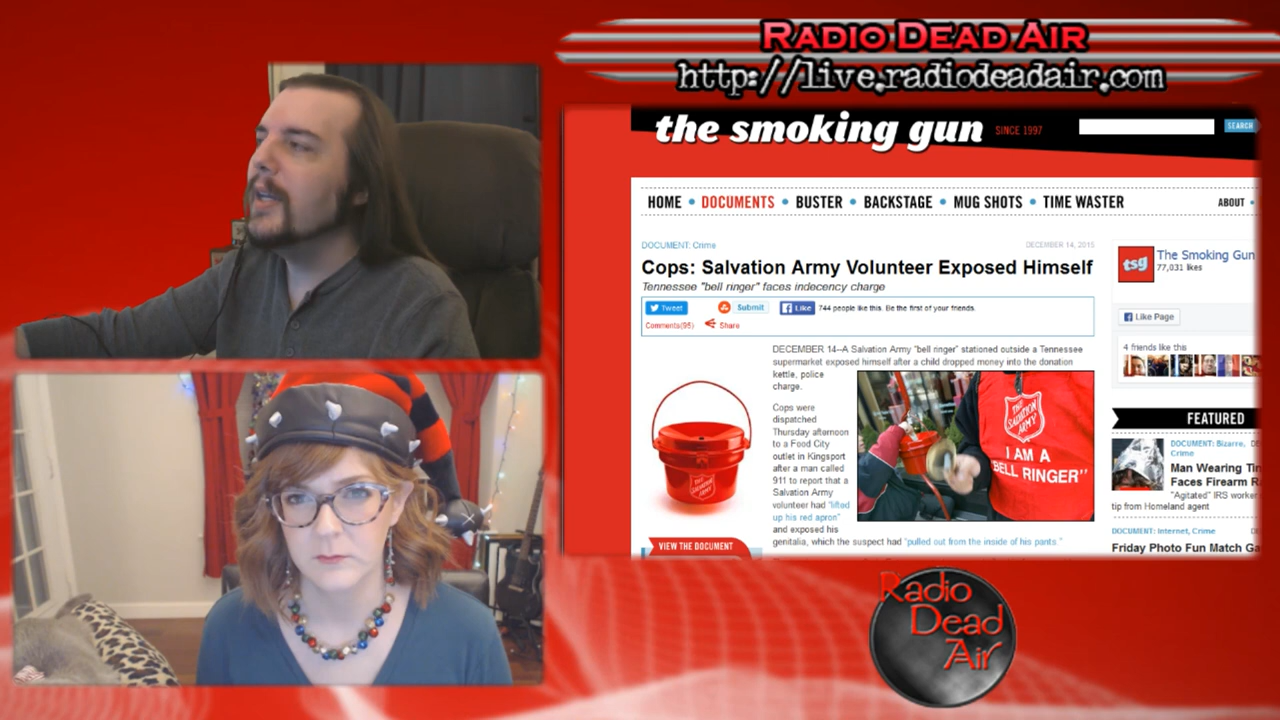 RADIO DEAD AIR
http://live.radiodeadair.com
the smoking gun SINCE 1997 SEARCH
HOME • DOCUMENTS • BUSTER • BACKSTAGE • MUG SHOTS • TIME WASTER ABOUT •
DOCUMENT: Crime
DECEMBER 14, 2015
Cops: Salvation Army Volunteer Exposed Himself
Tennessee "bell ringer" faces indecency charge
Tweet Submit Like 744 people like this. Be the first of your friends.
Comments(95) Share
DECEMBER 14--A Salvation Army "bell ringer" stationed outside a Tennessee
supermarket exposed himself after a child dropped money into the donation
kettle, police
charge.
Cops were
dispatched
Thursday afternoon
to a Food City
outlet in Kingsport
after a man called
911 to report that a
Salvation Army
volunteer had "lifted
up his red apron"
and exposed his
genitalia, which the suspect had "pulled out from the inside of his pants "
THE
SALVATION
ARMY
I AM A
"BELL RINGER"
VIEW THE DOCUMENT
tsg
The Smoking Gun
77,031 likes
Like Page
4 friends like this
FEATURED
DOCUMENT: Bizarre,
Crime
Man Wearing Tin
Faces Firearm
"Agitated" IRS worker
tip from Homeland agent
DOCUMENT: Internet, Crime
Friday Photo Fun Match
Radio
Dead
Air